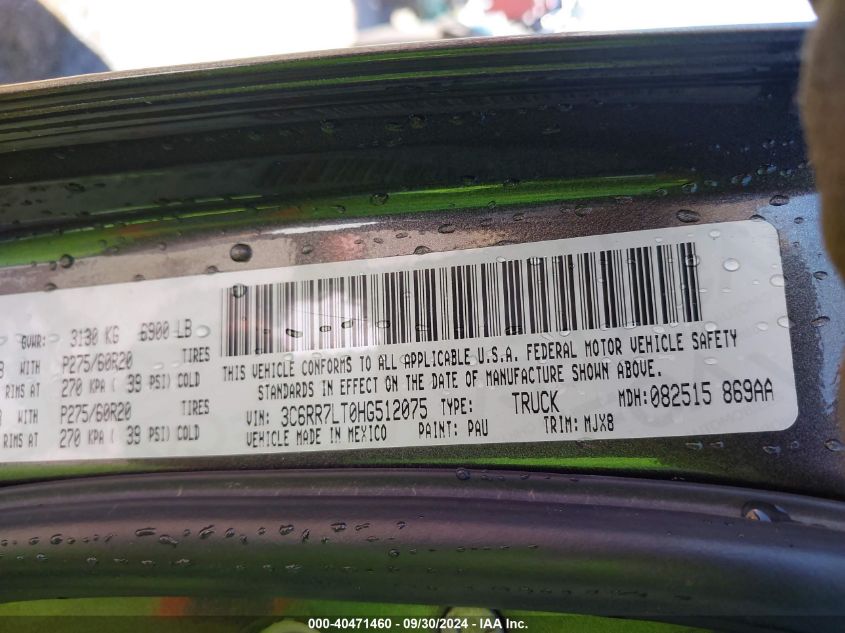 GVWR: 3130 KG 6900 LB
WITH P275/60R20 TIRES
RIMS AT 270 KPA ( 39 PSI) COLD
WITH P275/60R20 TIRES
RIMS AT 270 KPA ( 39 PSI) COLD
THIS VEHICLE CONFORMS TO ALL APPLICABLE U.S.A. FEDERAL MOTOR VEHICLE SAFETY
STANDARDS IN EFFECT ON THE DATE OF MANUFACTURE SHOWN ABOVE.
VIN: 3C6RR7LT0HG512075 TYPE: TRUCK MDH: 082515 869AA
VEHICLE MADE IN MEXICO PAINT: PAU TRIM: MJX8
000-40471460 - 09/30/2024 - IAA Inc.